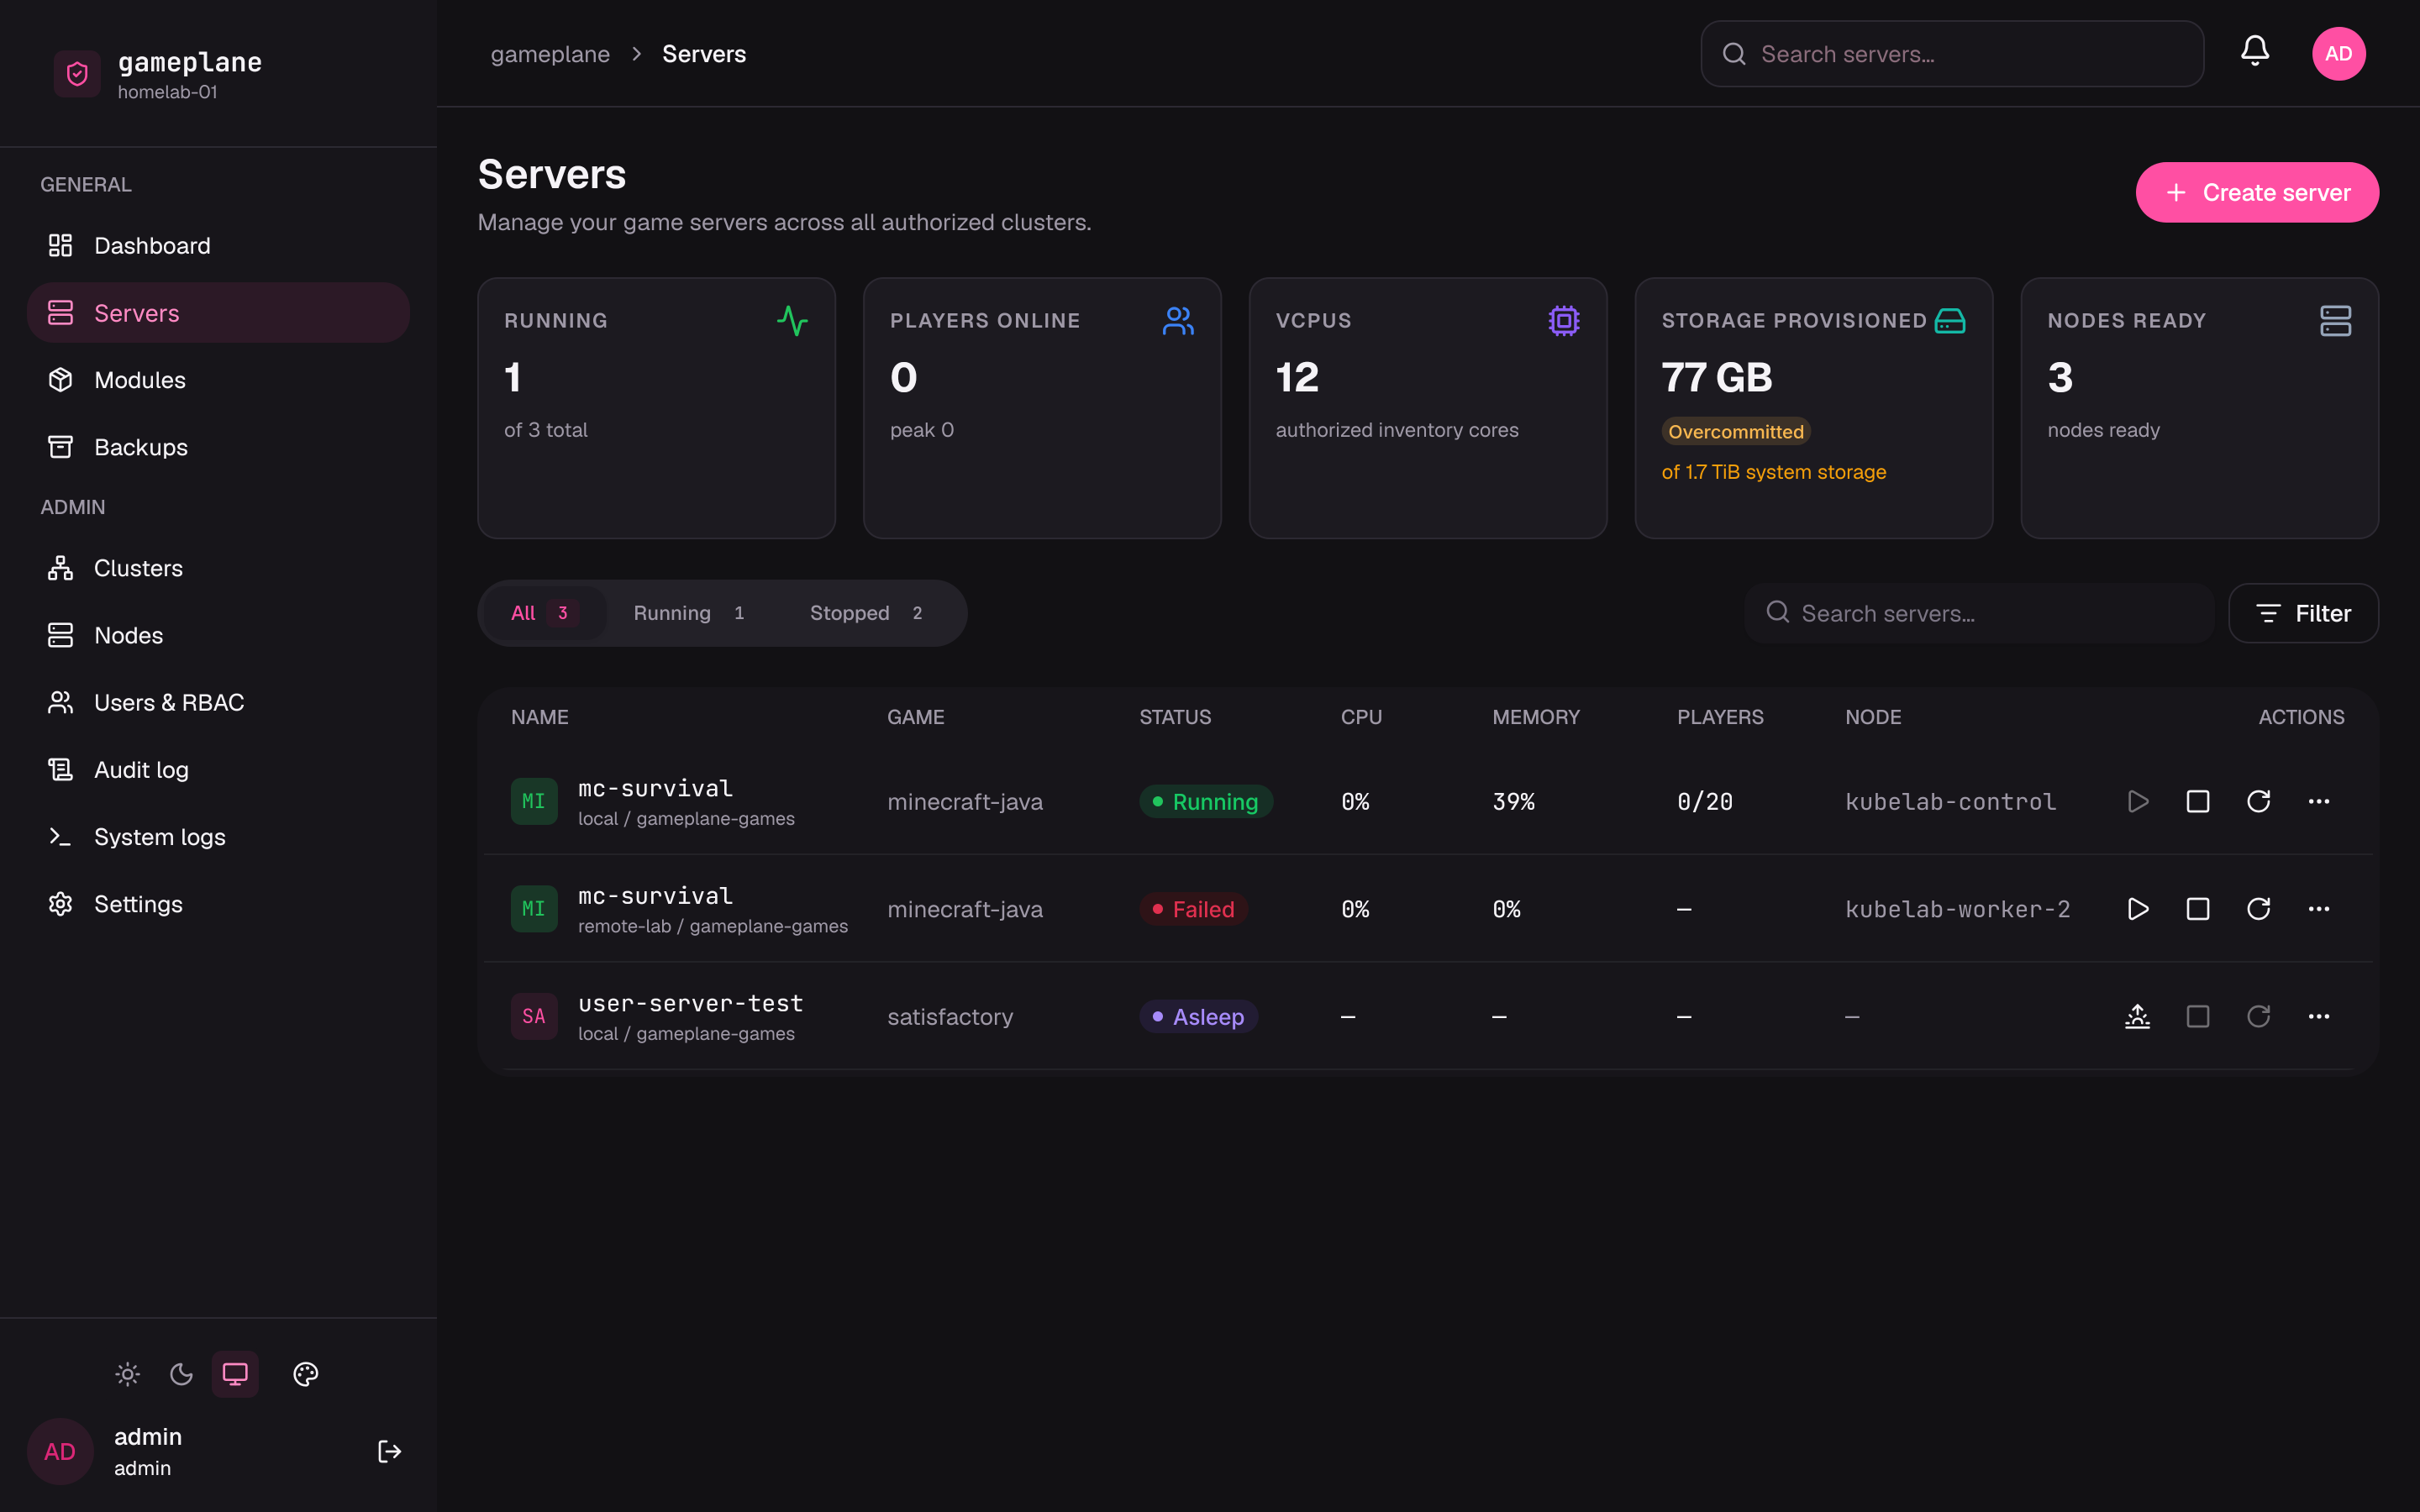 gameplane
homelab-01
GENERAL
Dashboard
Servers
Modules
Backups
ADMIN
Clusters
Nodes
Users & RBAC
Audit log
System logs
Settings
AD
admin
admin
gameplane > Servers
Search servers...
AD
Servers
Manage your game servers across all authorized clusters.
+ Create server
RUNNING
1
of 3 total
PLAYERS ONLINE
0
peak 0
VCPUS
12
authorized inventory cores
STORAGE PROVISIONED
77 GB
Overcommitted
of 1.7 TiB system storage
NODES READY
3
nodes ready
All 3 Running 1 Stopped 2
Search servers...
Filter
NAME GAME STATUS CPU MEMORY PLAYERS NODE ACTIONS
MI mc-survival minecraft-java Running 0% 39% 0/20 kubelab-control
local / gameplane-games
MI mc-survival minecraft-java Failed 0% 0% — kubelab-worker-2
remote-lab / gameplane-games
SA user-server-test satisfactory Asleep — — — —
local / gameplane-games